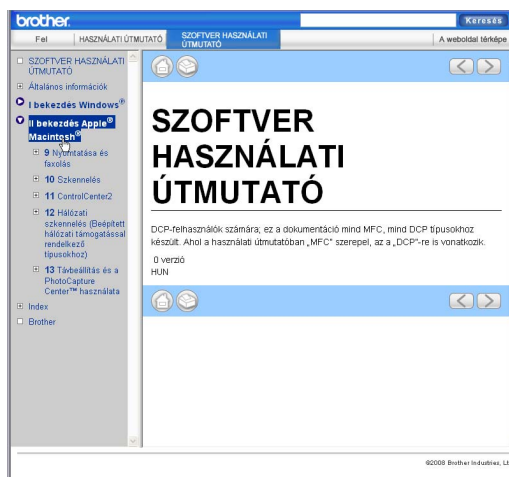 brother.
Keresés
Fel
HASZNÁLATI ÚTMUTATÓ
SZOFTVER HASZNÁLATI
ÚTMUTATÓ
A weboldal térképe
SZOFTVER HASZNÁLATI
ÚTMUTATÓ
Általános információk
I bekezdés Windows®
II bekezdés Apple®
Macintosh®
9 Nyomtatása és
faxolás
10 Szkennelés
11 ControlCenter2
12 Hálózati
szkennelés (Beépített
hálózati támogatással
rendelkező
típusokhoz)
13 Távbeállítás és a
PhotoCapture
Center™ használata
Index
Brother
SZOFTVER
HASZNÁLATI
ÚTMUTATÓ
DCP-felhasználók számára; ez a dokumentáció mind MFC, mind DCP típusokhoz
készült. Ahol a használati útmutatóban „MFC” szerepel, az a „DCP”-re is vonatkozik.
0 verzió
HUN
©2008 Brother Industries, Lt